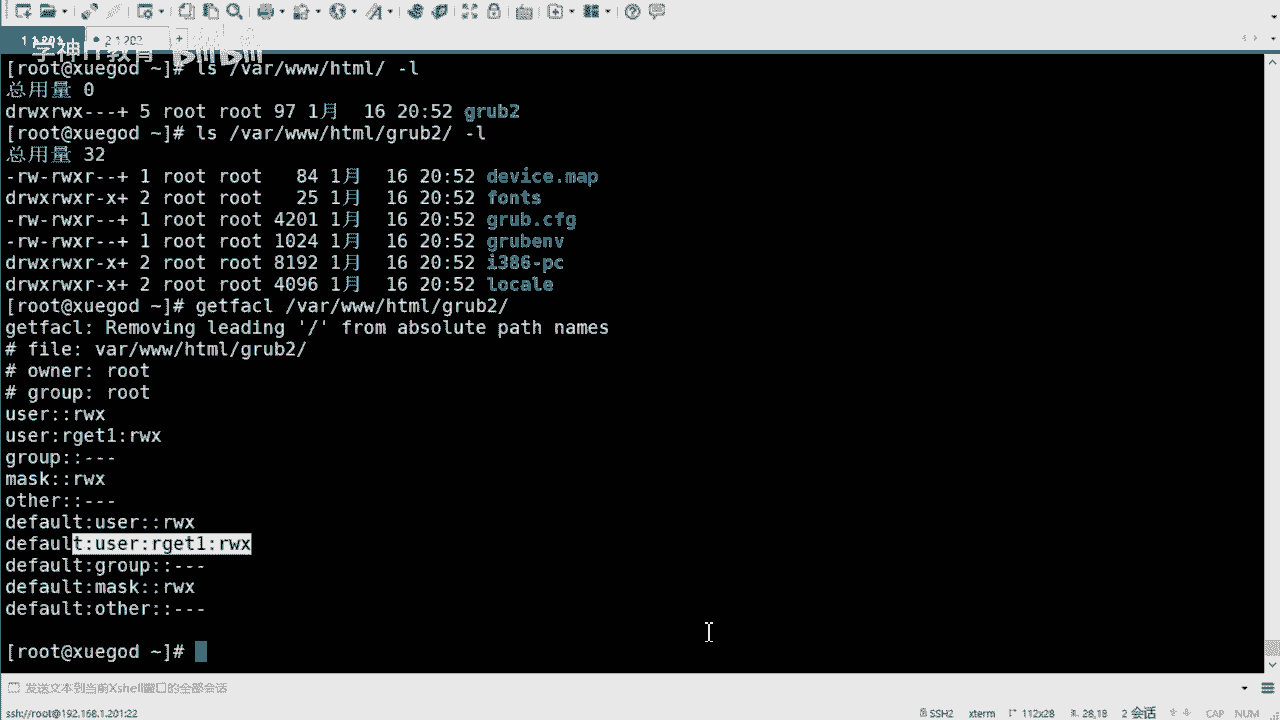 1 1.201
2 1.202
+
学神IT教育 bilibili
[root@xuegod ~]# ls /var/www/html/ -l
总用量 0
drwxrwx---+ 5 root root 97 1月  16 20:52 grub2
[root@xuegod ~]# ls /var/www/html/grub2/ -l
总用量 32
-rw-rwxr--+ 1 root root   84 1月  16 20:52 device.map
drwxrwxr-x+ 2 root root   25 1月  16 20:52 fonts
-rw-rwxr--+ 1 root root 4201 1月  16 20:52 grub.cfg
-rw-rwxr--+ 1 root root 1024 1月  16 20:52 grubenv
drwxrwxr-x+ 2 root root 8192 1月  16 20:52 i386-pc
drwxrwxr-x+ 2 root root 4096 1月  16 20:52 locale
[root@xuegod ~]# getfacl /var/www/html/grub2/
getfacl: Removing leading '/' from absolute path names
# file: var/www/html/grub2/
# owner: root
# group: root
user::rwx
user:rget1:rwx
group::---
mask::rwx
other::---
default:user::rwx
default:user:rget1:rwx
default:group::---
default:mask::rwx
default:other::---
[root@xuegod ~]#
发送文本到当前Xshell窗口的全部会话
ssh://root@192.168.1.201:22 SSH2 xterm 112x28 28,18 2 会话 CAP NUM